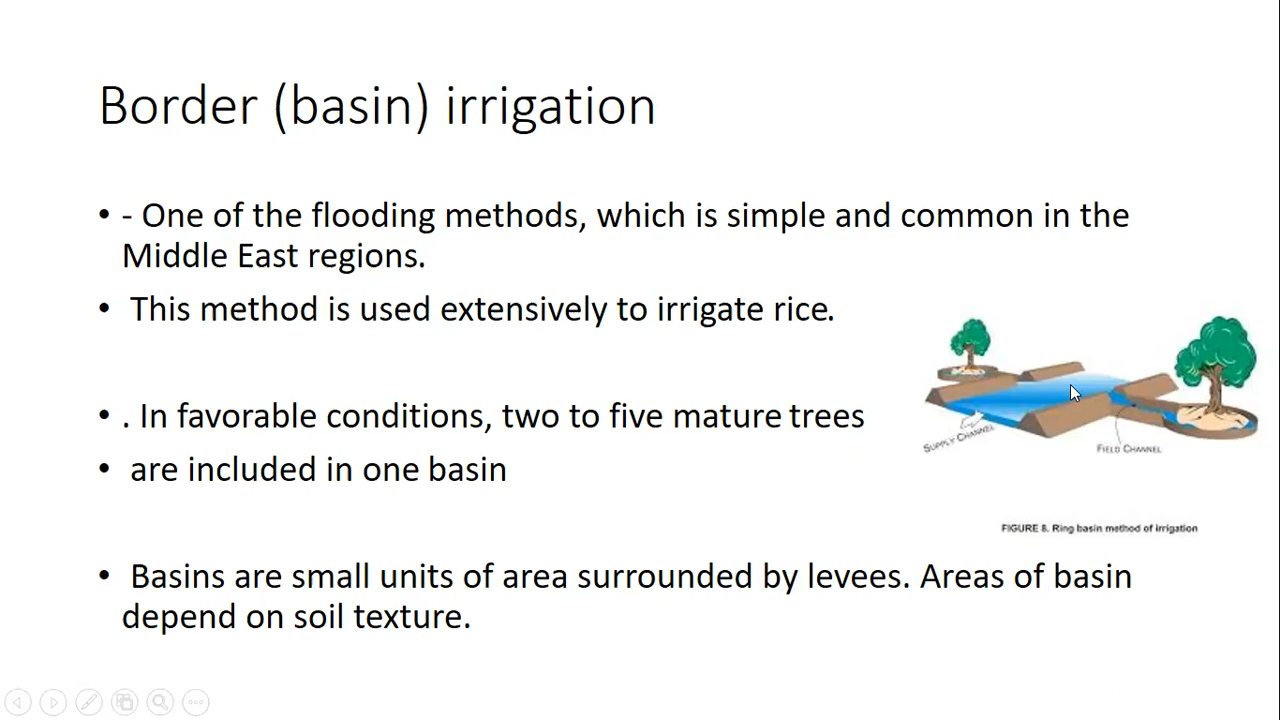 Border (basin) irrigation
• - One of the flooding methods, which is simple and common in the
Middle East regions.
• This method is used extensively to irrigate rice.
• . In favorable conditions, two to five mature trees
• are included in one basin
SUPPLY CHANNEL
FIELD CHANNEL
FIGURE 8. Ring basin method of irrigation
• Basins are small units of area surrounded by levees. Areas of basin
depend on soil texture.